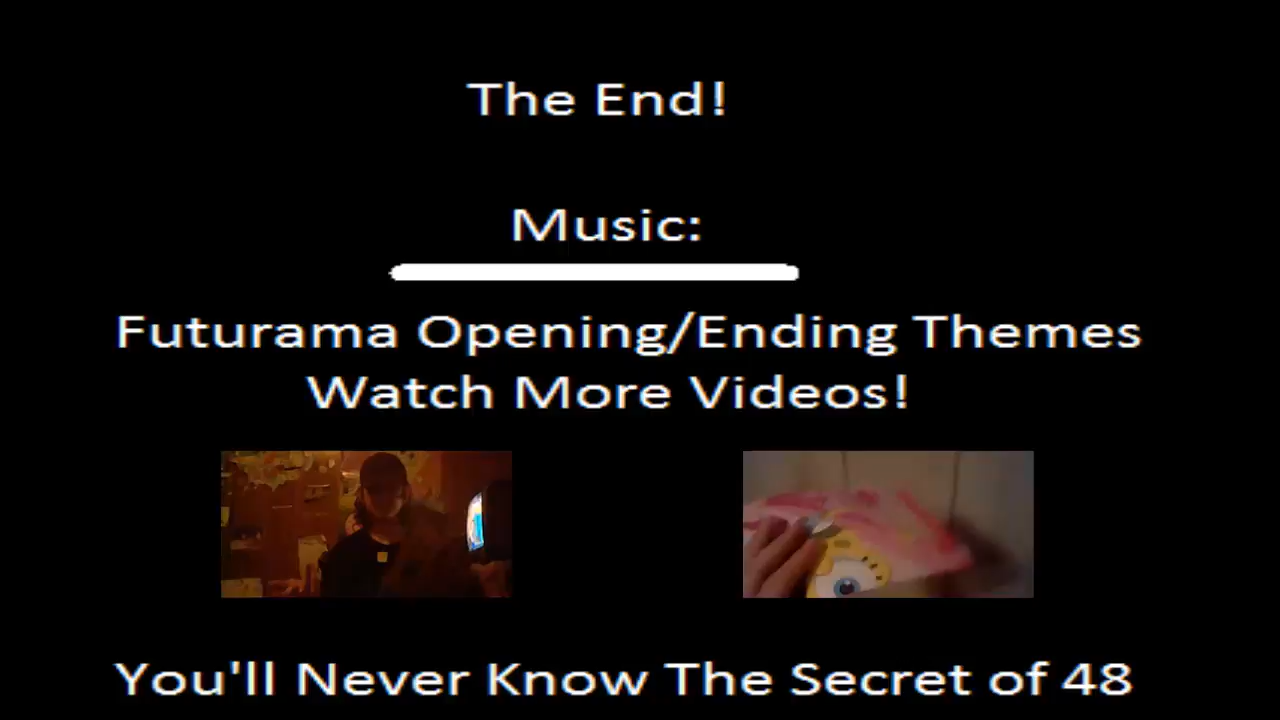 The End!
Music:
Futurama Opening/Ending Themes
Watch More Videos!
You'll Never Know The Secret of 48